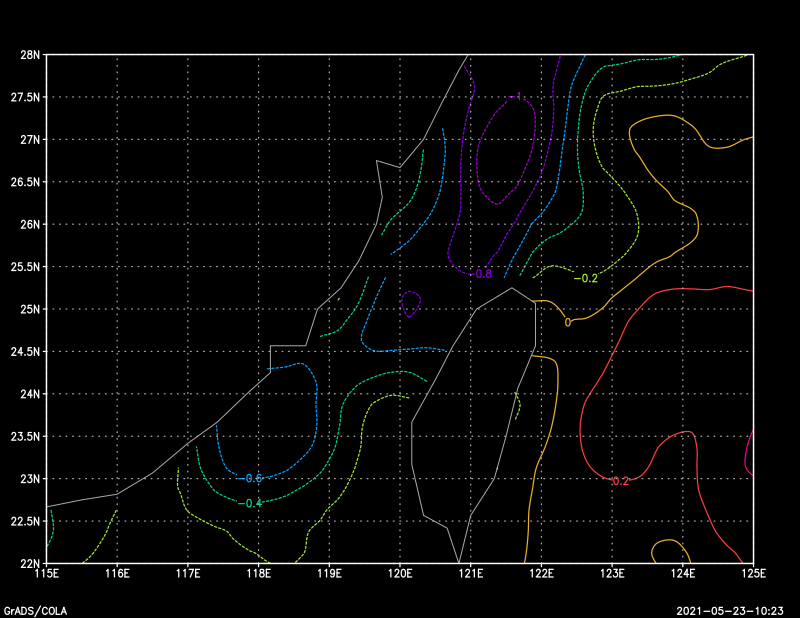 28N
27.5N
27N
26.5N
26N
25.5N
25N
24.5N
24N
23.5N
23N
22.5N
22N
-1
-0.8
-0.2
0
-0.6
0.2
-0.4
115E 116E 117E 118E 119E 120E 121E 122E 123E 124E 125E
GrADS/COLA 2021-05-23-10:23